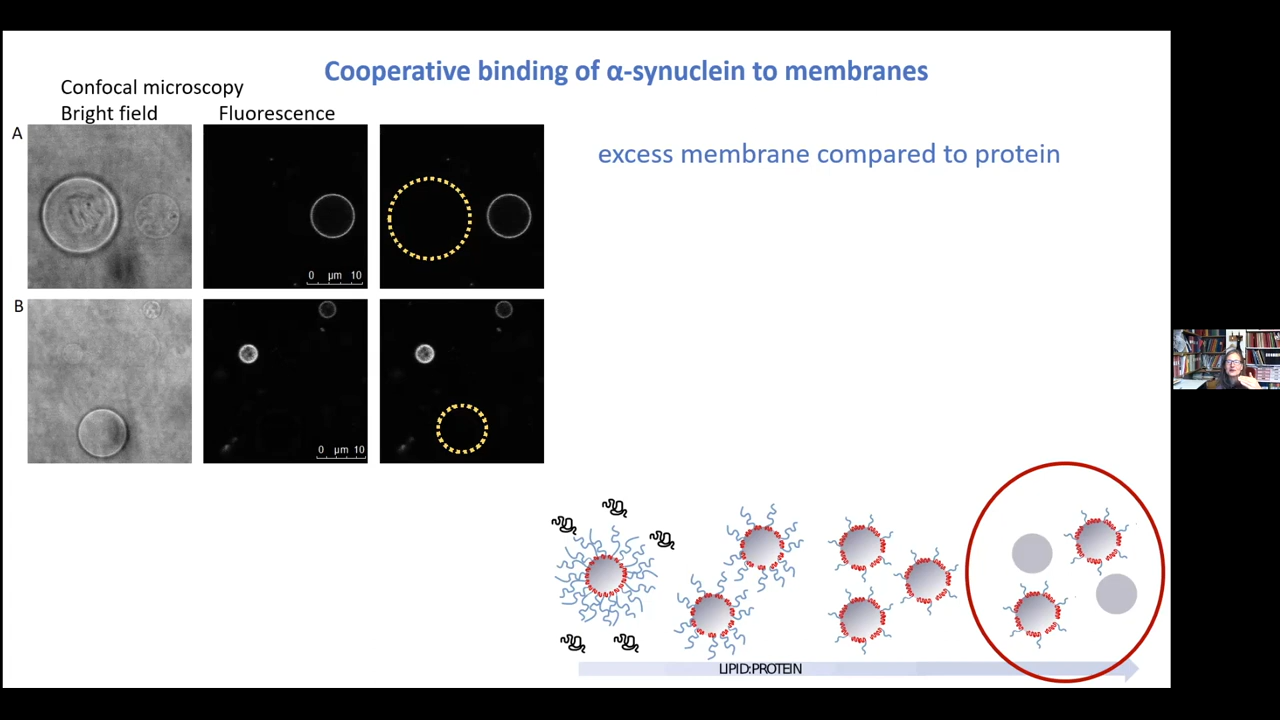 Cooperative binding of α-synuclein to membranes
Confocal microscopy
Bright field
Fluorescence
A
excess membrane compared to protein
0 µm 10
B
0 µm 10
LIPID:PROTEIN